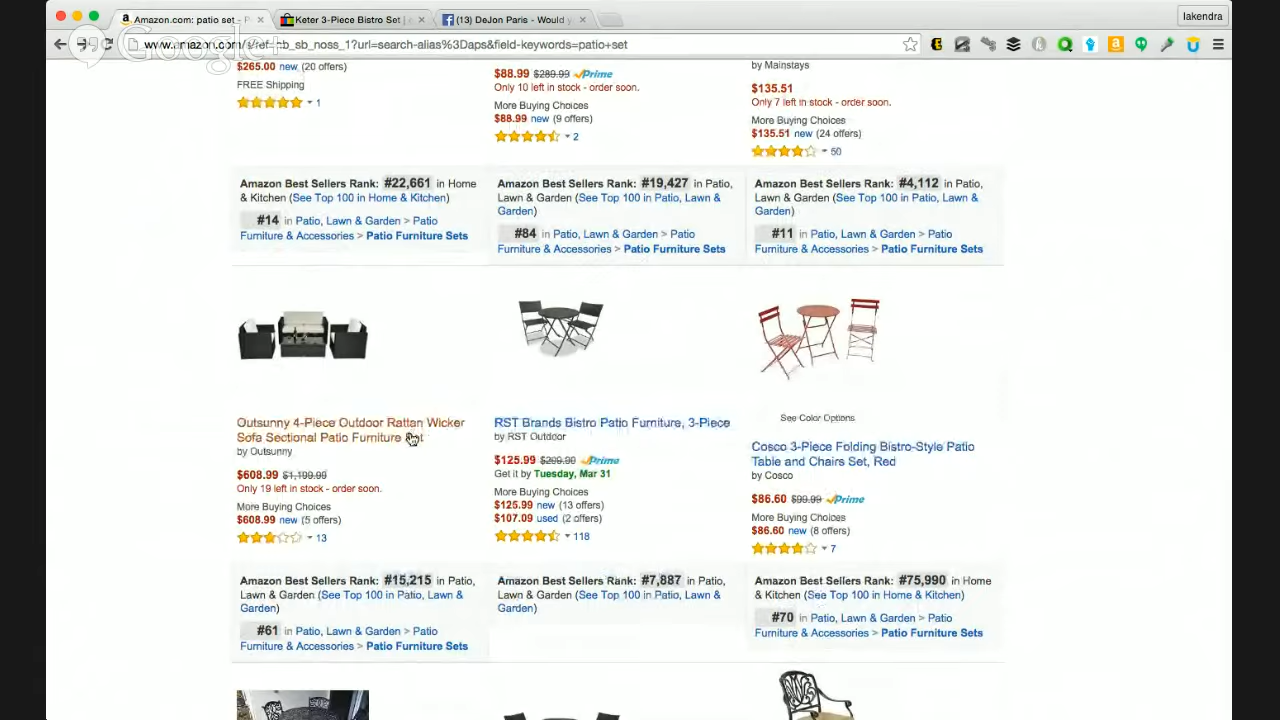 Amazon.com: patio set - P
Keter 3-Piece Bistro Set | e
(13) DeJon Paris - Would y
lakendra
Google+
www.amazon.com/s/ref=nb_sb_noss_1?url=search-alias%3Daps&field-keywords=patio+set
$265.00 new (20 offers)
FREE Shipping
1
$88.99 $289.99 Prime
Only 10 left in stock - order soon.
More Buying Choices
$88.99 new (9 offers)
2
by Mainstays
$135.51
Only 7 left in stock - order soon.
More Buying Choices
$135.51 new (24 offers)
50
Amazon Best Sellers Rank: #22,661 in Home
& Kitchen (See Top 100 in Home & Kitchen)
#14 in Patio, Lawn & Garden > Patio
Furniture & Accessories > Patio Furniture Sets
Amazon Best Sellers Rank: #19,427 in Patio,
Lawn & Garden (See Top 100 in Patio, Lawn &
Garden)
#84 in Patio, Lawn & Garden > Patio
Furniture & Accessories > Patio Furniture Sets
Amazon Best Sellers Rank: #4,112 in Patio,
Lawn & Garden (See Top 100 in Patio, Lawn &
Garden)
#11 in Patio, Lawn & Garden > Patio
Furniture & Accessories > Patio Furniture Sets
Outsunny 4-Piece Outdoor Rattan Wicker
Sofa Sectional Patio Furniture Set
by Outsunny
$608.99 $1,199.99
Only 19 left in stock - order soon.
More Buying Choices
$608.99 new (5 offers)
13
RST Brands Bistro Patio Furniture, 3-Piece
by RST Outdoor
$125.99 $209.99 Prime
Get it by Tuesday, Mar 31
More Buying Choices
$125.99 new (13 offers)
$107.09 used (2 offers)
118
See Color Options
Cosco 3-Piece Folding Bistro-Style Patio
Table and Chairs Set, Red
by Cosco
$86.60 $99.99 Prime
More Buying Choices
$86.60 new (8 offers)
7
Amazon Best Sellers Rank: #15,215 in Patio,
Lawn & Garden (See Top 100 in Patio, Lawn &
Garden)
#61 in Patio, Lawn & Garden > Patio
Furniture & Accessories > Patio Furniture Sets
Amazon Best Sellers Rank: #7,887 in Patio,
Lawn & Garden (See Top 100 in Patio, Lawn &
Garden)
Amazon Best Sellers Rank: #75,990 in Home
& Kitchen (See Top 100 in Home & Kitchen)
#70 in Patio, Lawn & Garden > Patio
Furniture & Accessories > Patio Furniture Sets